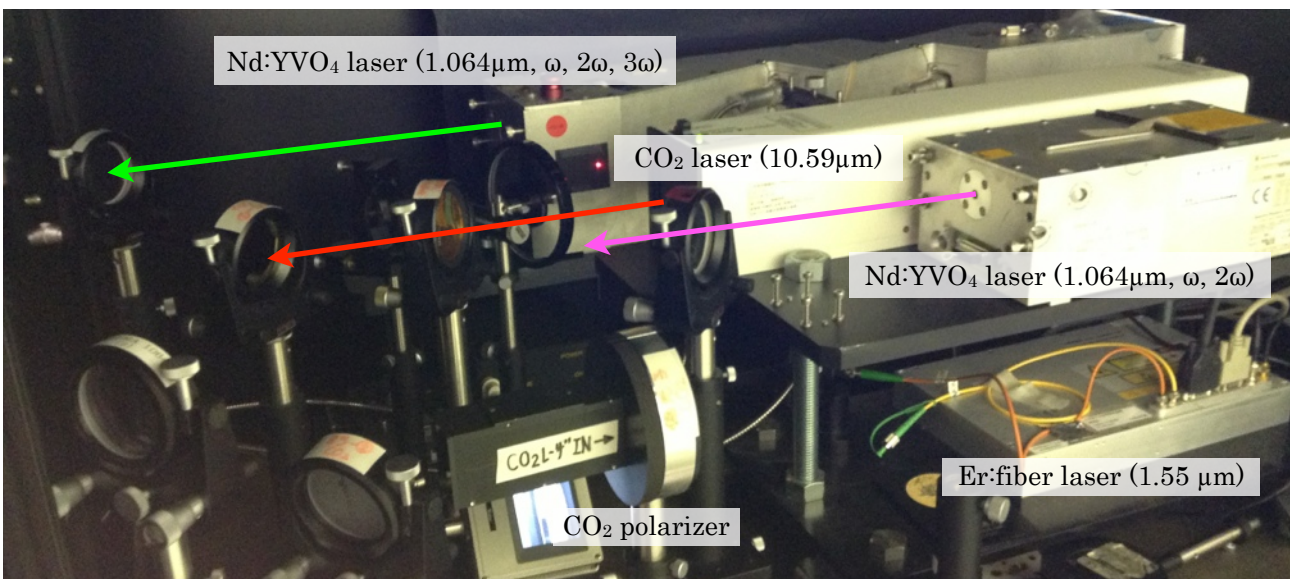 Nd:YVO₄ laser (1.064µm, ω, 2ω, 3ω)
CO₂ laser (10.59µm)
Nd:YVO₄ laser (1.064µm, ω, 2ω)
CO₂L-4" IN→
Er:fiber laser (1.55 µm)
CO₂ polarizer